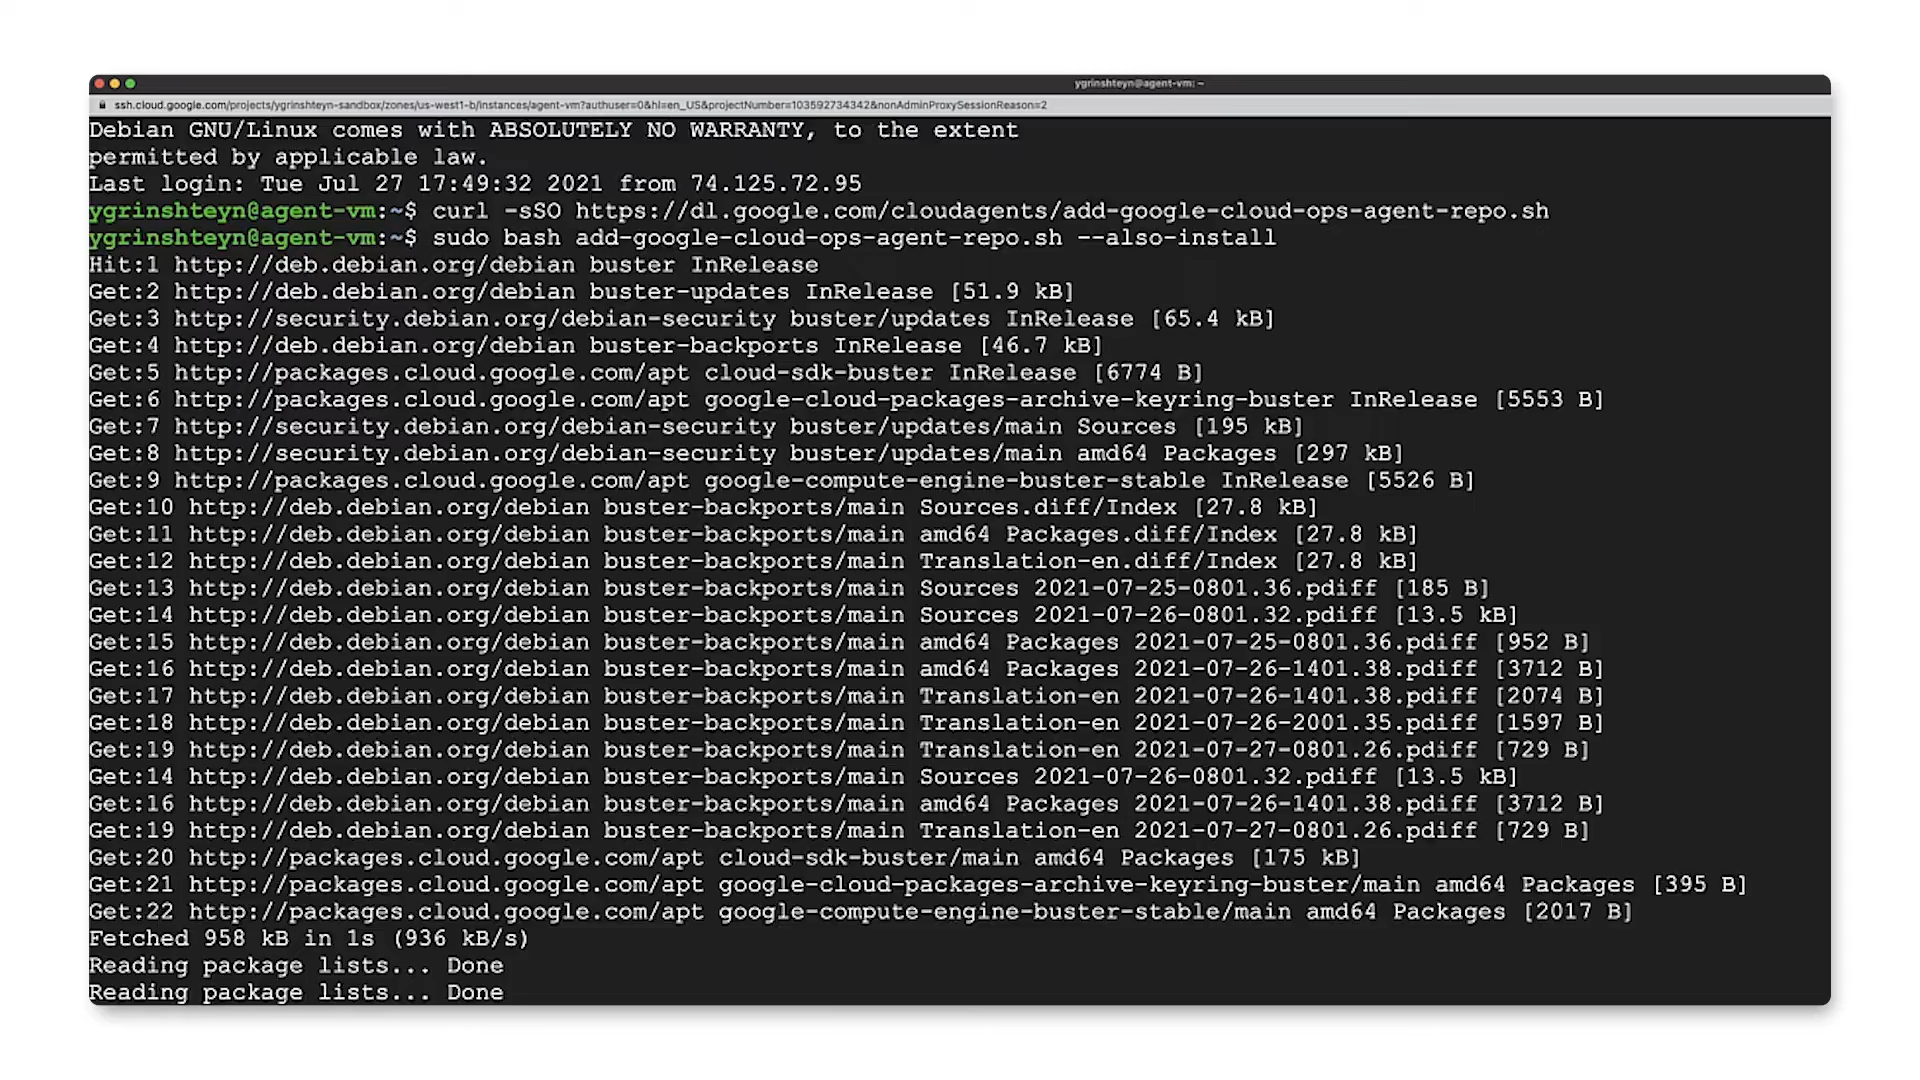 ygrinshteyn@agent-vm: ~
ssh.cloud.google.com/projects/ygrinshteyn-sandbox/zones/us-west1-b/instances/agent-vm?authuser=0&hl=en_US&projectNumber=103592734342&nonAdminProxySessionReason=2
Debian GNU/Linux comes with ABSOLUTELY NO WARRANTY, to the extent
permitted by applicable law.
Last login: Tue Jul 27 17:49:32 2021 from 74.125.72.95
ygrinshteyn@agent-vm:~$ curl -sSO https://dl.google.com/cloudagents/add-google-cloud-ops-agent-repo.sh
ygrinshteyn@agent-vm:~$ sudo bash add-google-cloud-ops-agent-repo.sh --also-install
Hit:1 http://deb.debian.org/debian buster InRelease
Get:2 http://deb.debian.org/debian buster-updates InRelease [51.9 kB]
Get:3 http://security.debian.org/debian-security buster/updates InRelease [65.4 kB]
Get:4 http://deb.debian.org/debian buster-backports InRelease [46.7 kB]
Get:5 http://packages.cloud.google.com/apt cloud-sdk-buster InRelease [6774 B]
Get:6 http://packages.cloud.google.com/apt google-cloud-packages-archive-keyring-buster InRelease [5553 B]
Get:7 http://security.debian.org/debian-security buster/updates/main Sources [195 kB]
Get:8 http://security.debian.org/debian-security buster/updates/main amd64 Packages [297 kB]
Get:9 http://packages.cloud.google.com/apt google-compute-engine-buster-stable InRelease [5526 B]
Get:10 http://deb.debian.org/debian buster-backports/main Sources.diff/Index [27.8 kB]
Get:11 http://deb.debian.org/debian buster-backports/main amd64 Packages.diff/Index [27.8 kB]
Get:12 http://deb.debian.org/debian buster-backports/main Translation-en.diff/Index [27.8 kB]
Get:13 http://deb.debian.org/debian buster-backports/main Sources 2021-07-25-0801.36.pdiff [185 B]
Get:14 http://deb.debian.org/debian buster-backports/main Sources 2021-07-26-0801.32.pdiff [13.5 kB]
Get:15 http://deb.debian.org/debian buster-backports/main amd64 Packages 2021-07-25-0801.36.pdiff [952 B]
Get:16 http://deb.debian.org/debian buster-backports/main amd64 Packages 2021-07-26-1401.38.pdiff [3712 B]
Get:17 http://deb.debian.org/debian buster-backports/main Translation-en 2021-07-26-1401.38.pdiff [2074 B]
Get:18 http://deb.debian.org/debian buster-backports/main Translation-en 2021-07-26-2001.35.pdiff [1597 B]
Get:19 http://deb.debian.org/debian buster-backports/main Translation-en 2021-07-27-0801.26.pdiff [729 B]
Get:14 http://deb.debian.org/debian buster-backports/main Sources 2021-07-26-0801.32.pdiff [13.5 kB]
Get:16 http://deb.debian.org/debian buster-backports/main amd64 Packages 2021-07-26-1401.38.pdiff [3712 B]
Get:19 http://deb.debian.org/debian buster-backports/main Translation-en 2021-07-27-0801.26.pdiff [729 B]
Get:20 http://packages.cloud.google.com/apt cloud-sdk-buster/main amd64 Packages [175 kB]
Get:21 http://packages.cloud.google.com/apt google-cloud-packages-archive-keyring-buster/main amd64 Packages [395 B]
Get:22 http://packages.cloud.google.com/apt google-compute-engine-buster-stable/main amd64 Packages [2017 B]
Fetched 958 kB in 1s (936 kB/s)
Reading package lists... Done
Reading package lists... Done